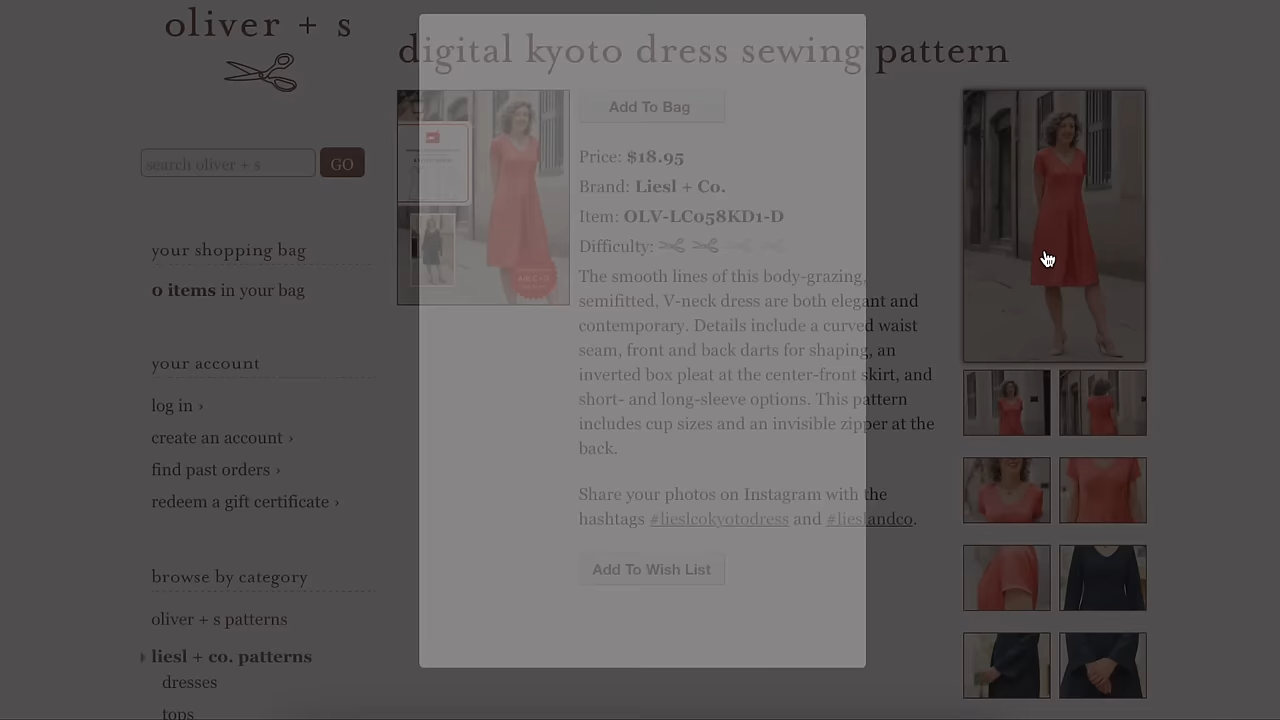 oliver + s
digital kyoto dress sewing pattern
search oliver + s
GO
your shopping bag
0 items in your bag
your account
log in ›
create an account ›
find past orders ›
redeem a gift certificate ›
browse by category
oliver + s patterns
liesl + co. patterns
dresses
tops
Add To Bag
Price: $18.95
Brand: Liesl + Co.
Item: OLV-LC058KD1-D
Difficulty:
The smooth lines of this body-grazing,
semifitted, V-neck dress are both elegant and
contemporary. Details include a curved waist
seam, front and back darts for shaping, an
inverted box pleat at the center-front skirt, and
short- and long-sleeve options. This pattern
includes cup sizes and an invisible zipper at the
back.
Share your photos on Instagram with the
hashtags #lieslcokyotodress and #lieslandco.
Add To Wish List